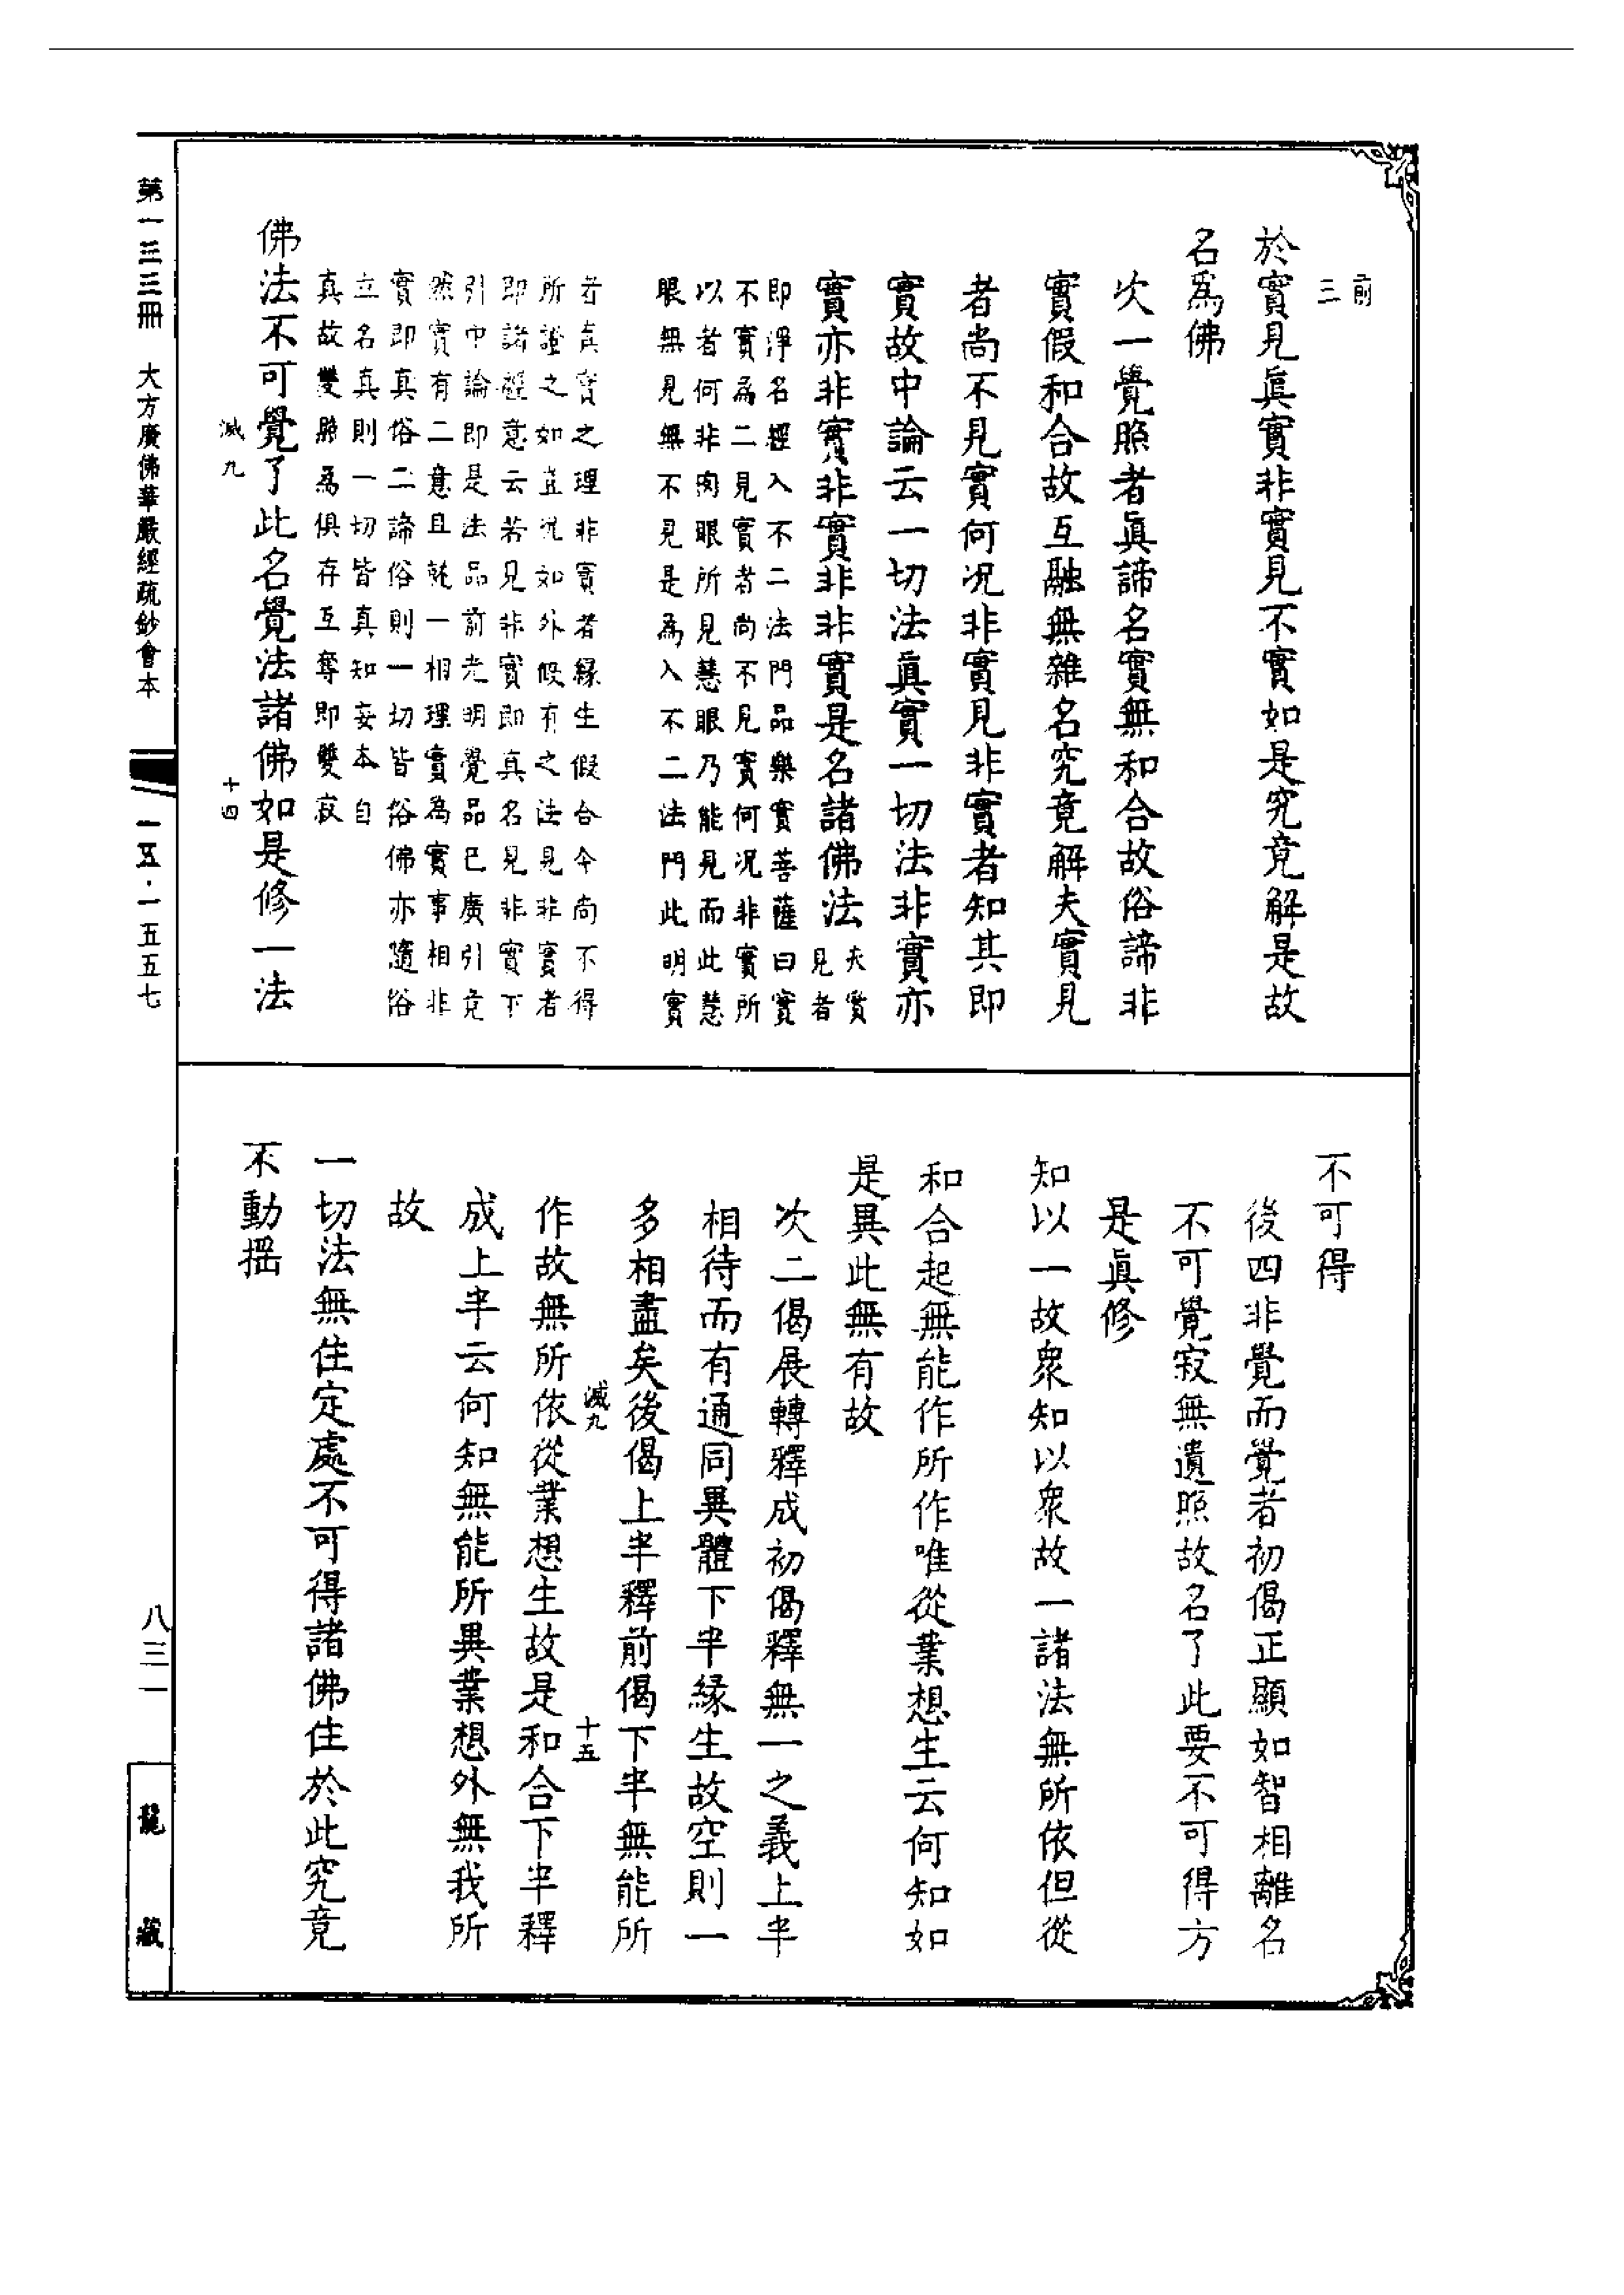 前
三
於實見眞實非實見不實如是究竟解是故
名爲佛
次一覺照者眞諦名實無和合故俗諦非
實假和合故互融無雜名究竟解夫實見
者尚不見實何况非實見非實者知其即
實故中論云一切法眞實一切法非實亦
實亦非實非實非非實是名諸佛法
夫實
見者
即淨名經入不二法門品樂實菩薩曰實
不實為二見實者尚不見實何况非實所
以者何非肉眼所見慧眼乃能見而此慧
眼無見無不見是為入不二法門此明實
者真實之理非實者緣生假合今尚不得
所證之如豈況如外假有之法見非實者
即諸經意云若見非實即真名見非實下
引中論即是法品前光明覺品已廣引竟
然實有二意且就一相理實為實事相非
實即真俗二諦俗則一切皆俗佛亦隨俗
立名真則一切皆真知妄本自
真故雙照爲俱存互奪即雙寂
佛法不可覺了此名覺法諸佛如是修一法
減九
十四
不可得
後四非覺而覺者初偈正顯如智相離名
不可覺寂無遺照故名了此要不可得方
是眞修
知以一故衆知以衆故一諸法無所依但從
和合起無能作所作唯從業想生云何知如
是異此無有故
次二偈展轉釋成初偈釋無一之義上半
相待而有通同異體下半緣生故空則一
多相盡矣後偈上半釋前偈下半無能所
減九
十五
作故無所依從業想生故是和合下半釋
成上半云何知無能所異業想外無我所
故
一切法無住定處不可得諸佛住於此究竟
不動摇
第一三三冊 大方廣佛華嚴經疏鈔會本
一五·一五五七
八三一
龍藏